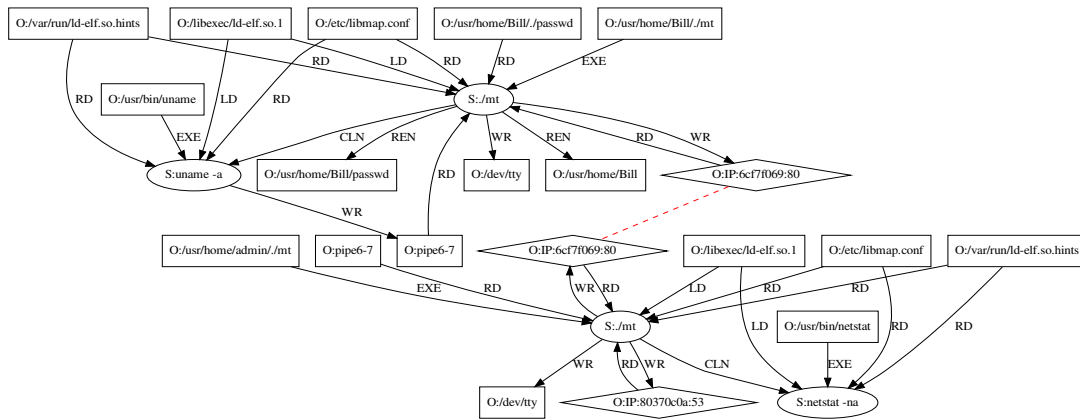 O:/var/run/ld-elf.so.hints
O:/libexec/ld-elf.so.1
O:/etc/libmap.conf
O:/usr/home/Bill/./passwd
O:/usr/home/Bill/./mt
RD
LD
RD
RD
EXE
O:/usr/bin/uname
RD
LD
RD
S:./mt
EXE
CLN
REN
WR
REN
RD
WR
S:uname -a
O:/usr/home/Bill/passwd
RD
O:/dev/tty
O:/usr/home/Bill
O:IP:6cf7f069:80
WR
O:/usr/home/admin/./mt
O:pipe6-7
O:pipe6-7
O:IP:6cf7f069:80
O:/libexec/ld-elf.so.1
O:/etc/libmap.conf
O:/var/run/ld-elf.so.hints
EXE
RD
WR
RD
LD
RD
RD
S:./mt
O:/usr/bin/netstat
LD
RD
RD
WR
RD
WR
CLN
EXE
O:/dev/tty
O:IP:80370c0a:53
S:netstat -na